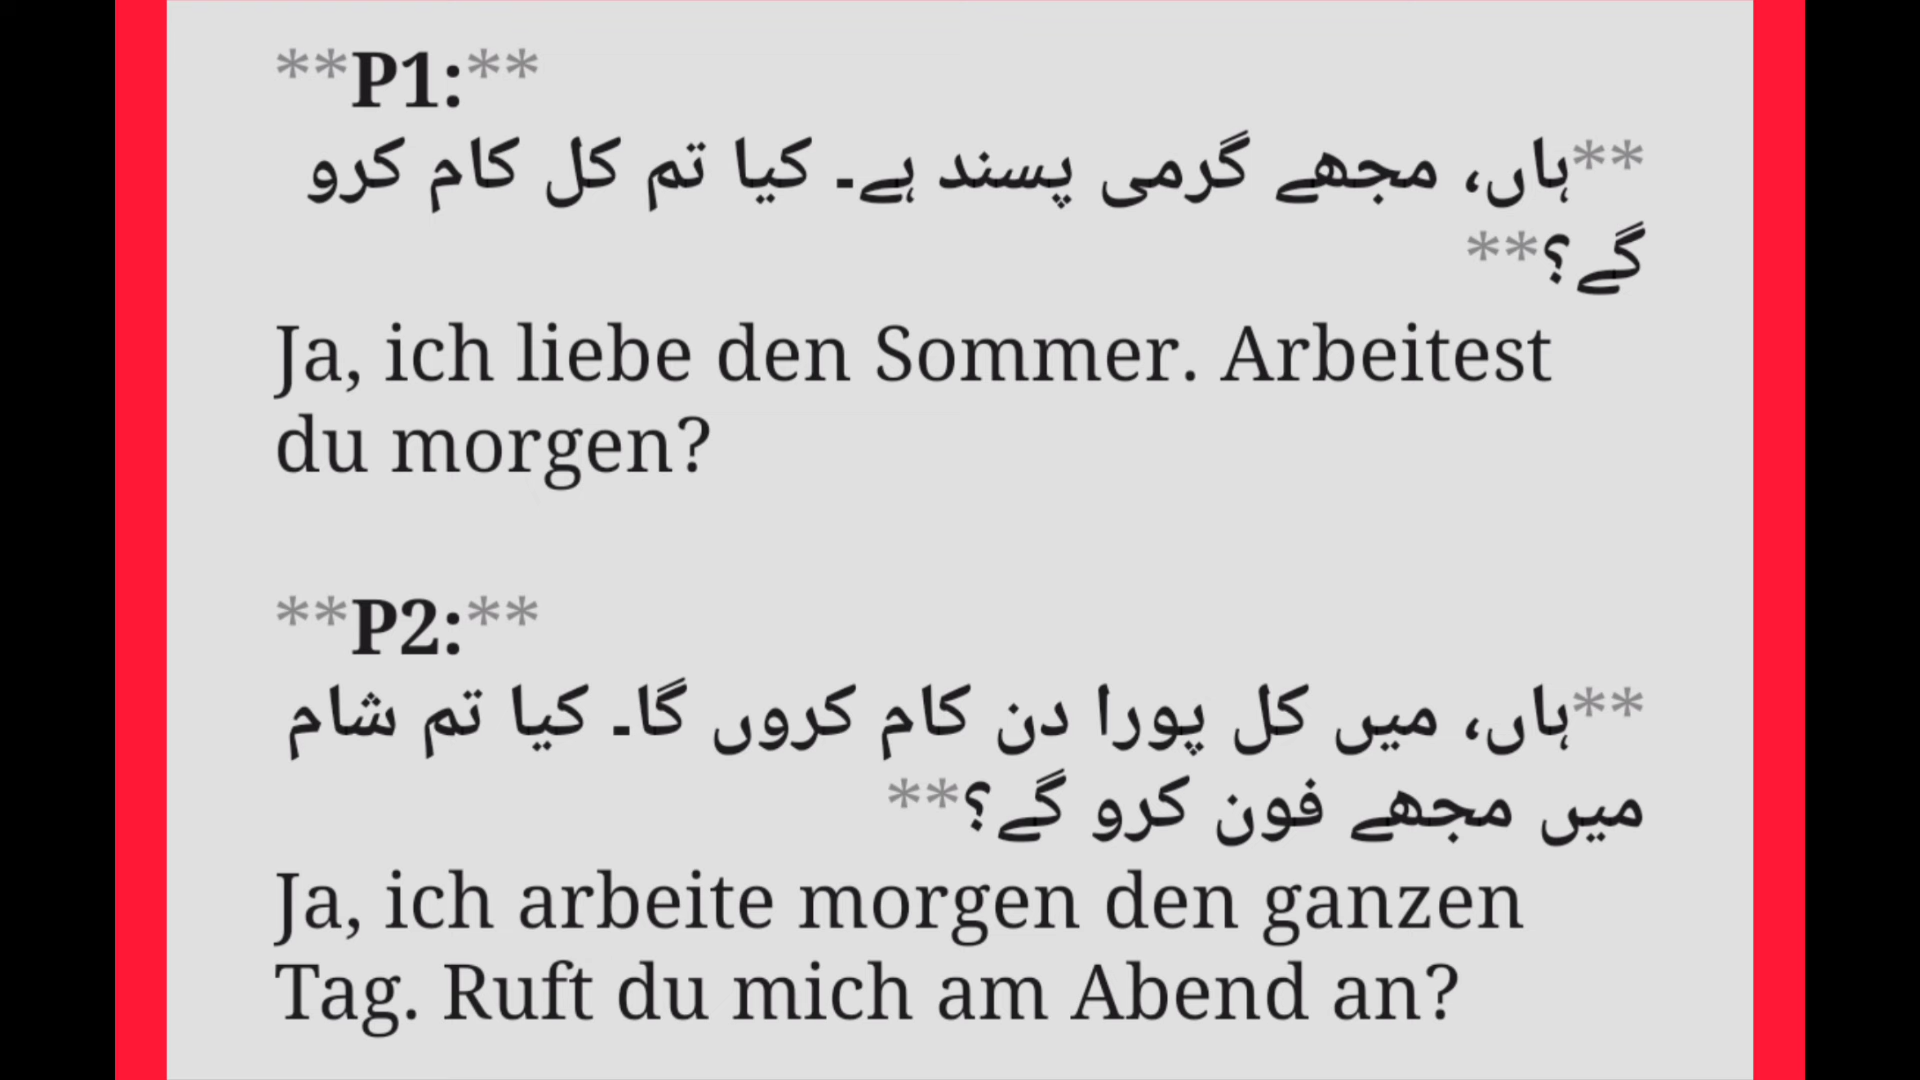 **P1:**
**ہاں، مجھے گرمی پسند ہے۔ کیا تم کل کام کرو
گے؟**
Ja, ich liebe den Sommer. Arbeitest
du morgen?
**P2:**
**ہاں، میں کل پورا دن کام کروں گا۔ کیا تم شام
میں مجھے فون کرو گے؟**
Ja, ich arbeite morgen den ganzen
Tag. Ruft du mich am Abend an?